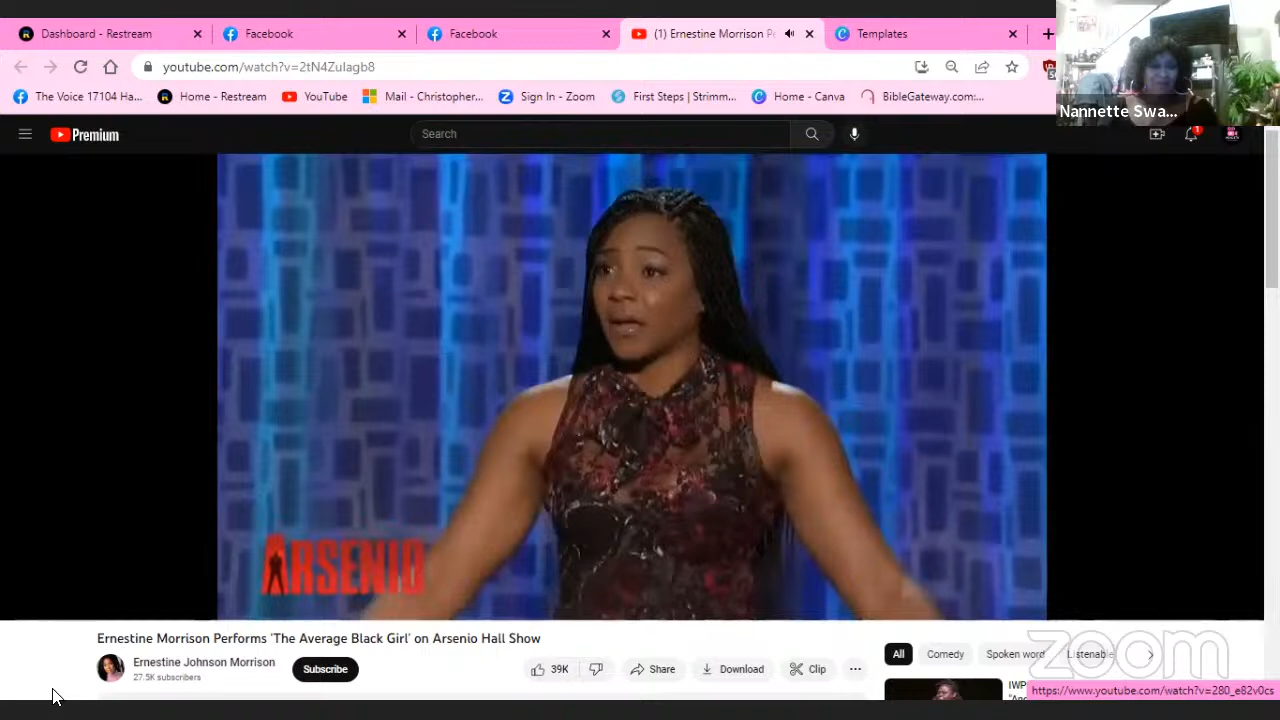 Dashboard - Restream
Facebook
Facebook
(1) Ernestine Morrison P
Templates
youtube.com/watch?v=2tN4Zulagb8
The Voice 17104 Ha...
Home - Restream
YouTube
Mail - Christopher...
Sign In - Zoom
First Steps | Strimm...
Home - Canva
BibleGateway.com:...
Nannette Swa...
Premium
Search
1
ARSENIO
Ernestine Morrison Performs 'The Average Black Girl' on Arsenio Hall Show
Ernestine Johnson Morrison
27.5K subscribers
Subscribe
39K
Share
Download
Clip
All
Comedy
Spoken word
Listenable
zoom
IWP
https://www.youtube.com/watch?v=280_e82v0cs